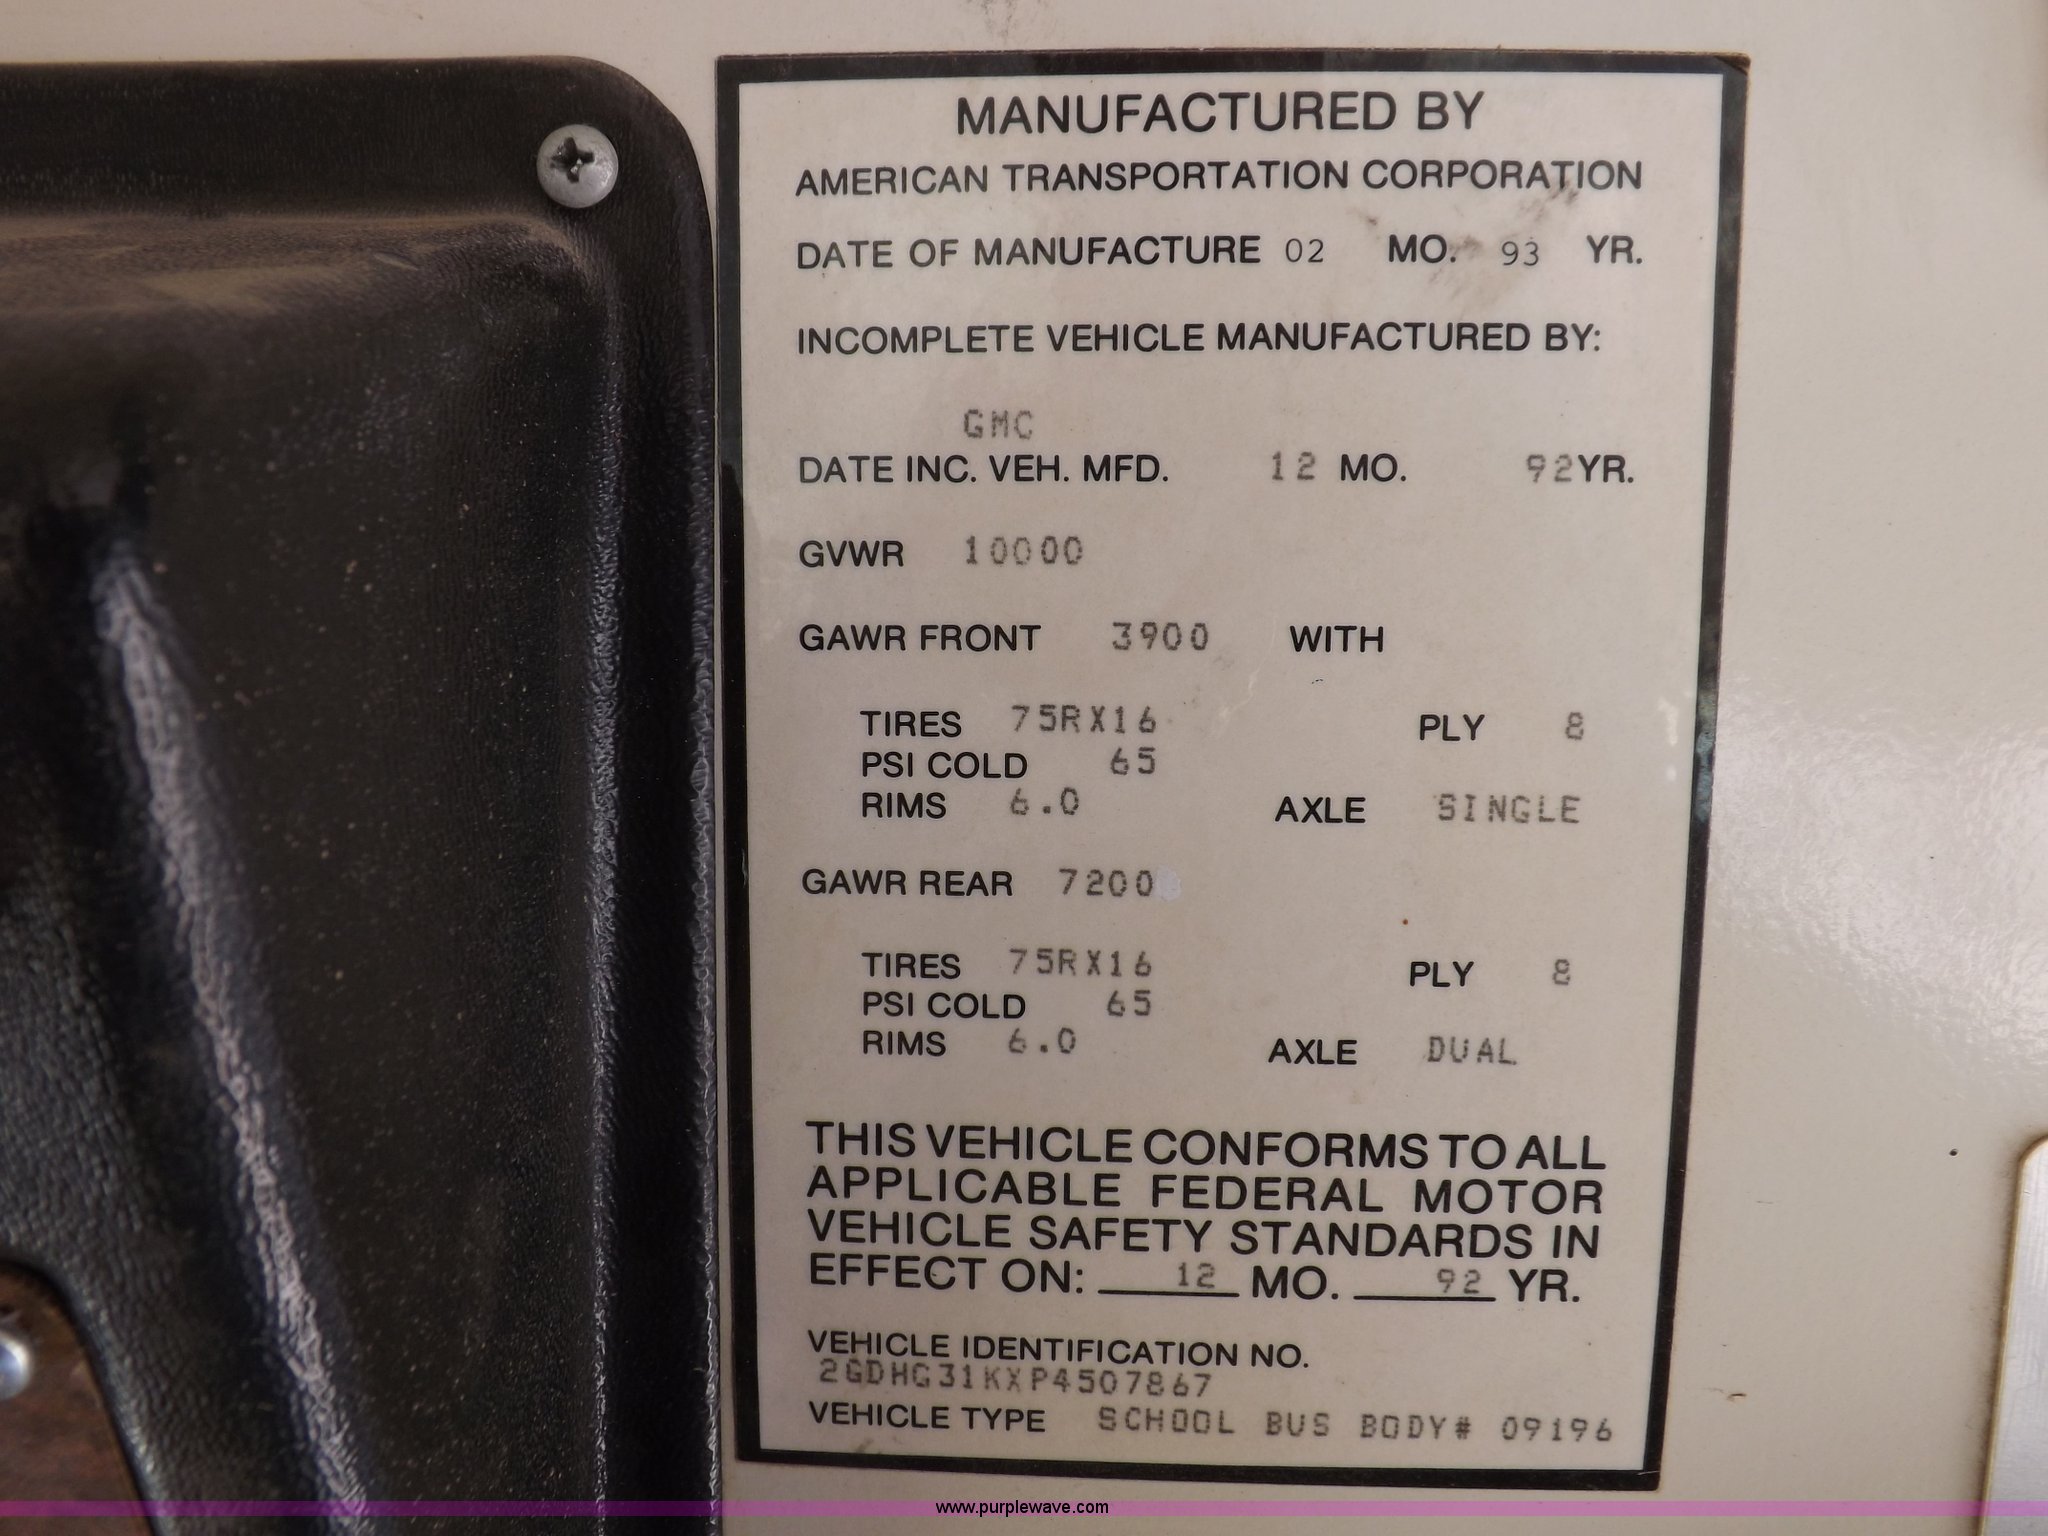 MANUFACTURED BY
AMERICAN TRANSPORTATION CORPORATION
DATE OF MANUFACTURE 02 MO. 93 YR.
INCOMPLETE VEHICLE MANUFACTURED BY:
GMC
DATE INC. VEH. MFD. 12 MO. 92YR.
GVWR 10000
GAWR FRONT 3900 WITH
TIRES 75RX16 PLY 8
PSI COLD 65
RIMS 6.0 AXLE SINGLE
GAWR REAR 7200
TIRES 75RX16 PLY 8
PSI COLD 65
RIMS 6.0 AXLE DUAL
THIS VEHICLE CONFORMS TO ALL
APPLICABLE FEDERAL MOTOR
VEHICLE SAFETY STANDARDS IN
EFFECT ON: 12 MO. 92 YR.
VEHICLE IDENTIFICATION NO.
2GDHG31KXP4507867
VEHICLE TYPE SCHOOL BUS BODY# 09196
www.purplewave.com